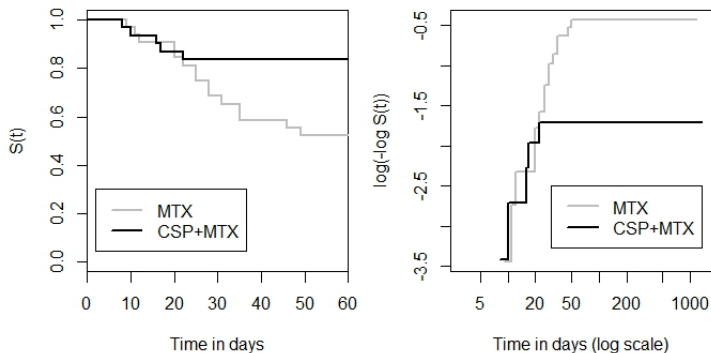 S(t)
1.0
0.8
0.6
0.4
0.2
0.0
MTX
CSP+MTX
0 10 20 30 40 50 60
Time in days
log(-log S(t))
-0.5
-1.5
-2.5
-3.5
MTX
CSP+MTX
5 20 50 200 1000
Time in days (log scale)